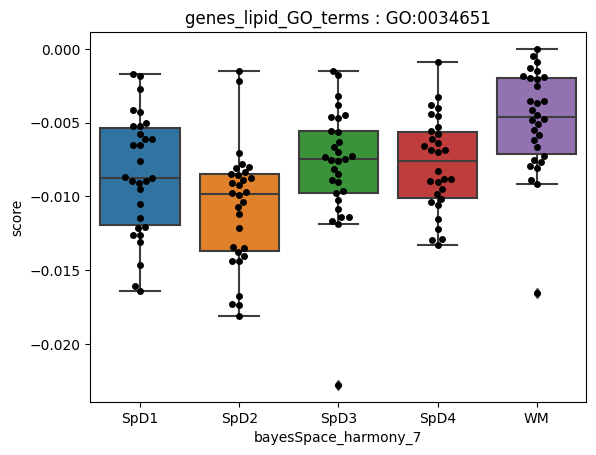 genes_lipid_GO_terms : GO:0034651
0.000
−0.005
−0.010
−0.015
−0.020
score
SpD1 SpD2 SpD3 SpD4 WM
bayesSpace_harmony_7